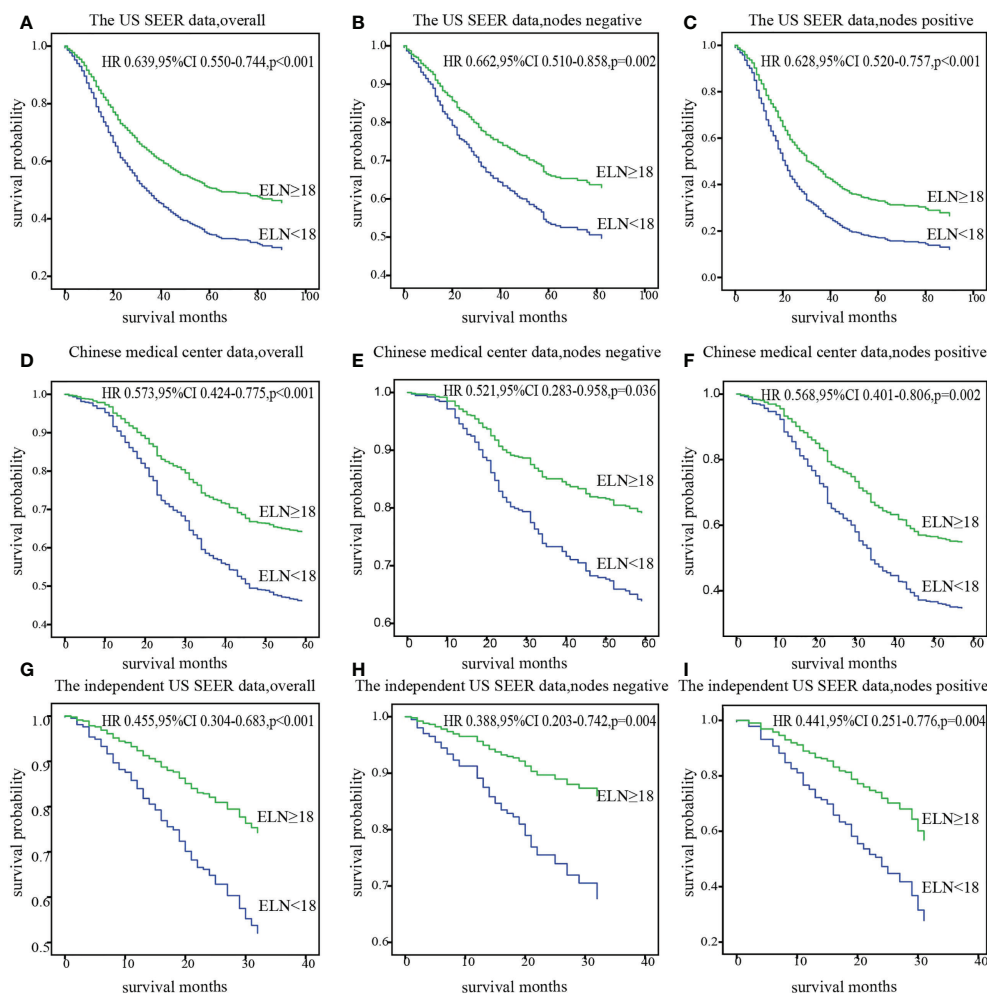 A
The US SEER data,overall
HR 0.639,95%CI 0.550-0.744,p<0.001
survival probability
1.0
0.8
0.6
0.4
0.2
ELN≥18
ELN<18
0 20 40 60 80 100
survival months
B
The US SEER data,nodes negative
HR 0.662,95%CI 0.510-0.858,p=0.002
survival probability
1.0
0.9
0.8
0.7
0.6
0.5
0.4
ELN≥18
ELN<18
0 20 40 60 80 100
survival months
C
The US SEER data,nodes positive
HR 0.628,95%CI 0.520-0.757,p<0.001
survival probability
1.0
0.8
0.6
0.4
0.2
0.0
ELN≥18
ELN<18
0 20 40 60 80 100
survival months
D
Chinese medical center data,overall
HR 0.573,95%CI 0.424-0.775,p<0.001
survival probability
1.0
0.9
0.8
0.7
0.6
0.5
0.4
ELN≥18
ELN<18
0 10 20 30 40 50 60
survival months
E
Chinese medical center data,nodes negative
HR 0.521,95%CI 0.283-0.958,p=0.036
survival probability
1.0
0.9
0.8
0.7
0.6
ELN≥18
ELN<18
0 10 20 30 40 50 60
survival months
F
Chinese medical center data,nodes positive
HR 0.568,95%CI 0.401-0.806,p=0.002
survival probability
1.0
0.8
0.6
0.4
ELN≥18
ELN<18
0 10 20 30 40 50 60
survival months
G
The independent US SEER data,overall
HR 0.455,95%CI 0.304-0.683,p<0.001
survival probability
1.0
0.9
0.8
0.7
0.6
0.5
ELN≥18
ELN<18
0 10 20 30 40
survival months
H
The independent US SEER data,nodes negative
HR 0.388,95%CI 0.203-0.742,p=0.004
survival probability
1.0
0.9
0.8
0.7
0.6
ELN≥18
ELN<18
0 10 20 30 40
survival months
I
The independent US SEER data,nodes positive
HR 0.441,95%CI 0.251-0.776,p=0.004
survival probability
1.0
0.8
0.6
0.4
0.2
ELN≥18
ELN<18
0 10 20 30 40
survival months